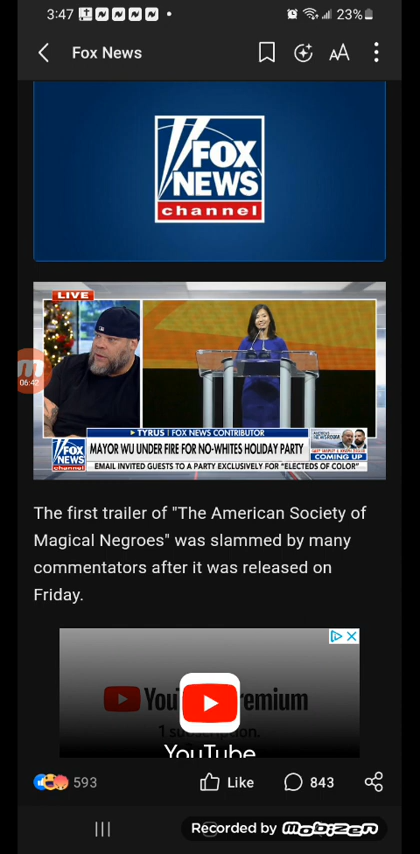 3:47
23%
Fox News
FOX
NEWS
channel
LIVE
06:42
TYRUS | FOX NEWS CONTRIBUTOR
MAYOR WU UNDER FIRE FOR NO-WHITES HOLIDAY PARTY
COMING UP
FOX
NEWS
channel
EMAIL INVITED GUESTS TO A PARTY EXCLUSIVELY FOR "ELECTEDS OF COLOR"
The first trailer of "The American Society of
Magical Negroes" was slammed by many
commentators after it was released on
Friday.
YouTube
593
Like
843
Recorded by mobizen